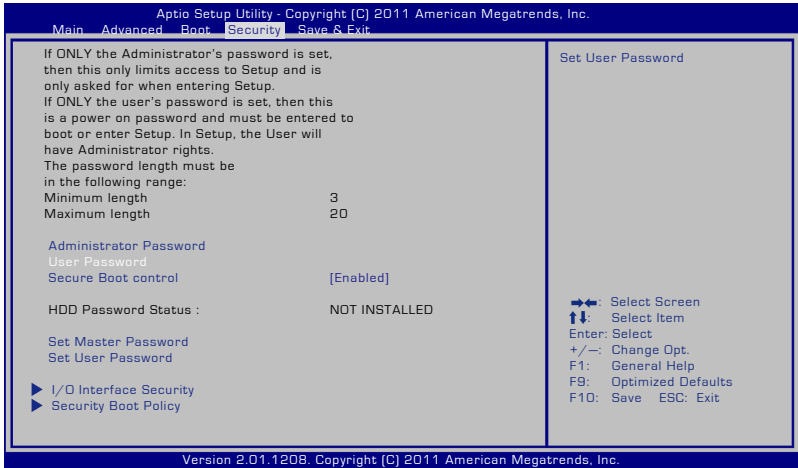 Aptio Setup Utility - Copyright (C) 2011 American Megatrends, Inc.
Main Advanced Boot Security Save & Exit
If ONLY the Administrator's password is set,
then this only limits access to Setup and is
only asked for when entering Setup.
If ONLY the user's password is set, then this
is a power on password and must be entered to
boot or enter Setup. In Setup, the User will
have Administrator rights.
The password length must be
in the following range:
Minimum length 3
Maximum length 20
Administrator Password
User Password
Secure Boot control [Enabled]
HDD Password Status : NOT INSTALLED
Set Master Password
Set User Password
I/O Interface Security
Security Boot Policy
Set User Password
→←: Select Screen
↑↓: Select Item
Enter: Select
+/—: Change Opt.
F1: General Help
F9: Optimized Defaults
F10: Save ESC: Exit
Version 2.01.1208. Copyright (C) 2011 American Megatrends, Inc.